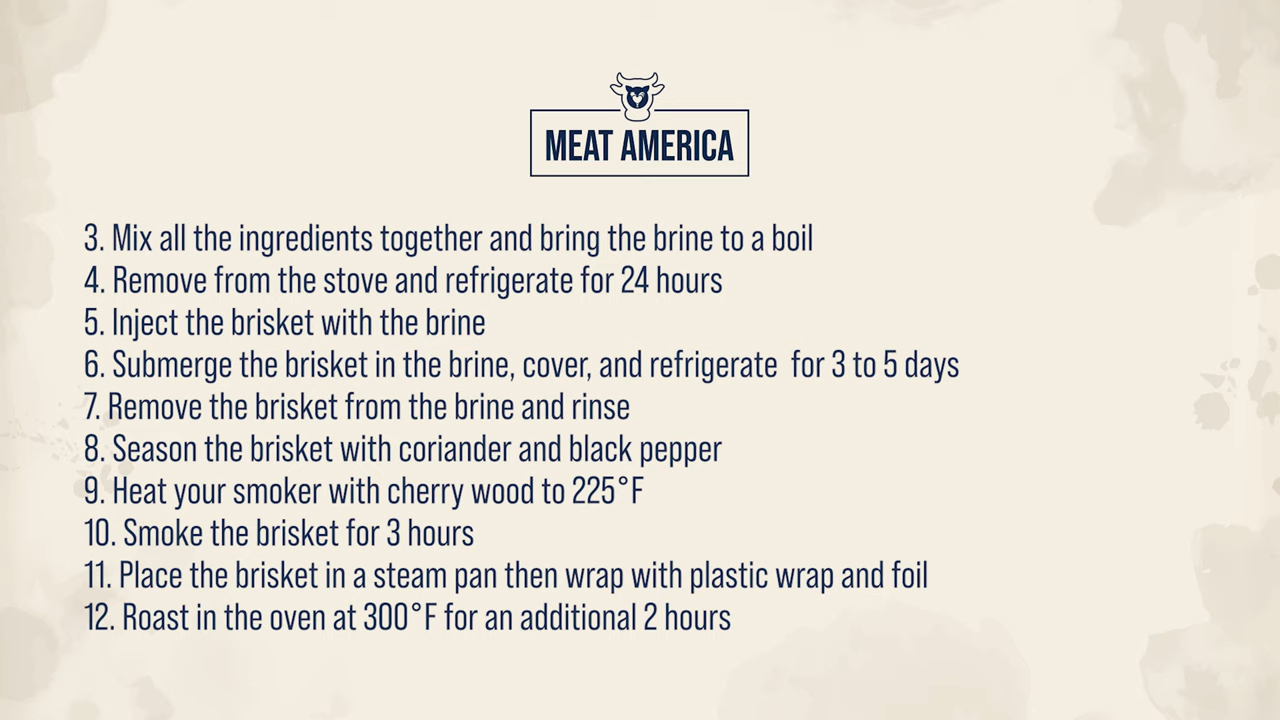 MEAT AMERICA
3. Mix all the ingredients together and bring the brine to a boil
4. Remove from the stove and refrigerate for 24 hours
5. Inject the brisket with the brine
6. Submerge the brisket in the brine, cover, and refrigerate  for 3 to 5 days
7. Remove the brisket from the brine and rinse
8. Season the brisket with coriander and black pepper
9. Heat your smoker with cherry wood to 225°F
10. Smoke the brisket for 3 hours
11. Place the brisket in a steam pan then wrap with plastic wrap and foil
12. Roast in the oven at 300°F for an additional 2 hours